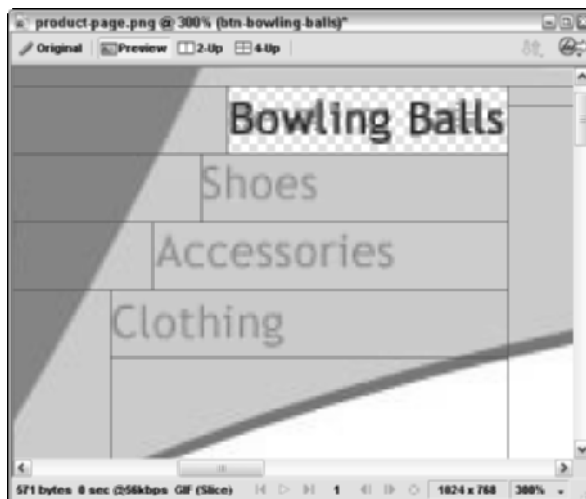 product-page.png @ 300% (btn-bowling-balls)*
Original Preview 2-Up 4-Up
Bowling Balls
Shoes
Accessories
Clothing
571 bytes 0 sec @56kbps GIF (Slice) 1 1024 x 768 300%